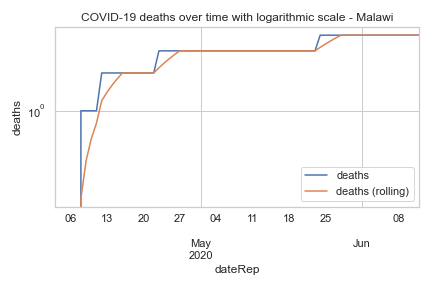 COVID-19 deaths over time with logarithmic scale - Malawi
deaths
10⁰
deaths
deaths (rolling)
06 13 20 27 04 11 18 25 08
May Jun
2020
dateRep